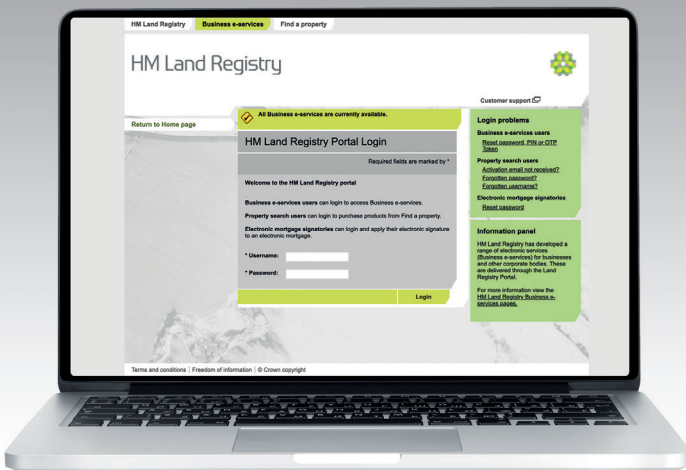 HM Land Registry
Business e-services
Find a property
HM Land Registry
Customer support
Return to Home page
All Business e-services are currently available.
HM Land Registry Portal Login
Required fields are marked by *
Welcome to the HM Land Registry portal
Business e-services users can login to access Business e-services.
Property search users can login to purchase products from Find a property.
Electronic mortgage signatories can login and apply their electronic signature
to an electronic mortgage.
* Username:
* Password:
Login
Login problems
Business e-services users
Reset password, PIN or OTP
Token
Property search users
Activation email not received?
Forgotten password?
Forgotten username?
Electronic mortgage signatories
Reset password
Information panel
HM Land Registry has developed a
range of electronic services
(Business e-services) for businesses
and other corporate bodies. These
are delivered through the Land
Registry Portal.
For more information view the
HM Land Registry Business e-
services pages.
Terms and conditions | Freedom of information | © Crown copyright